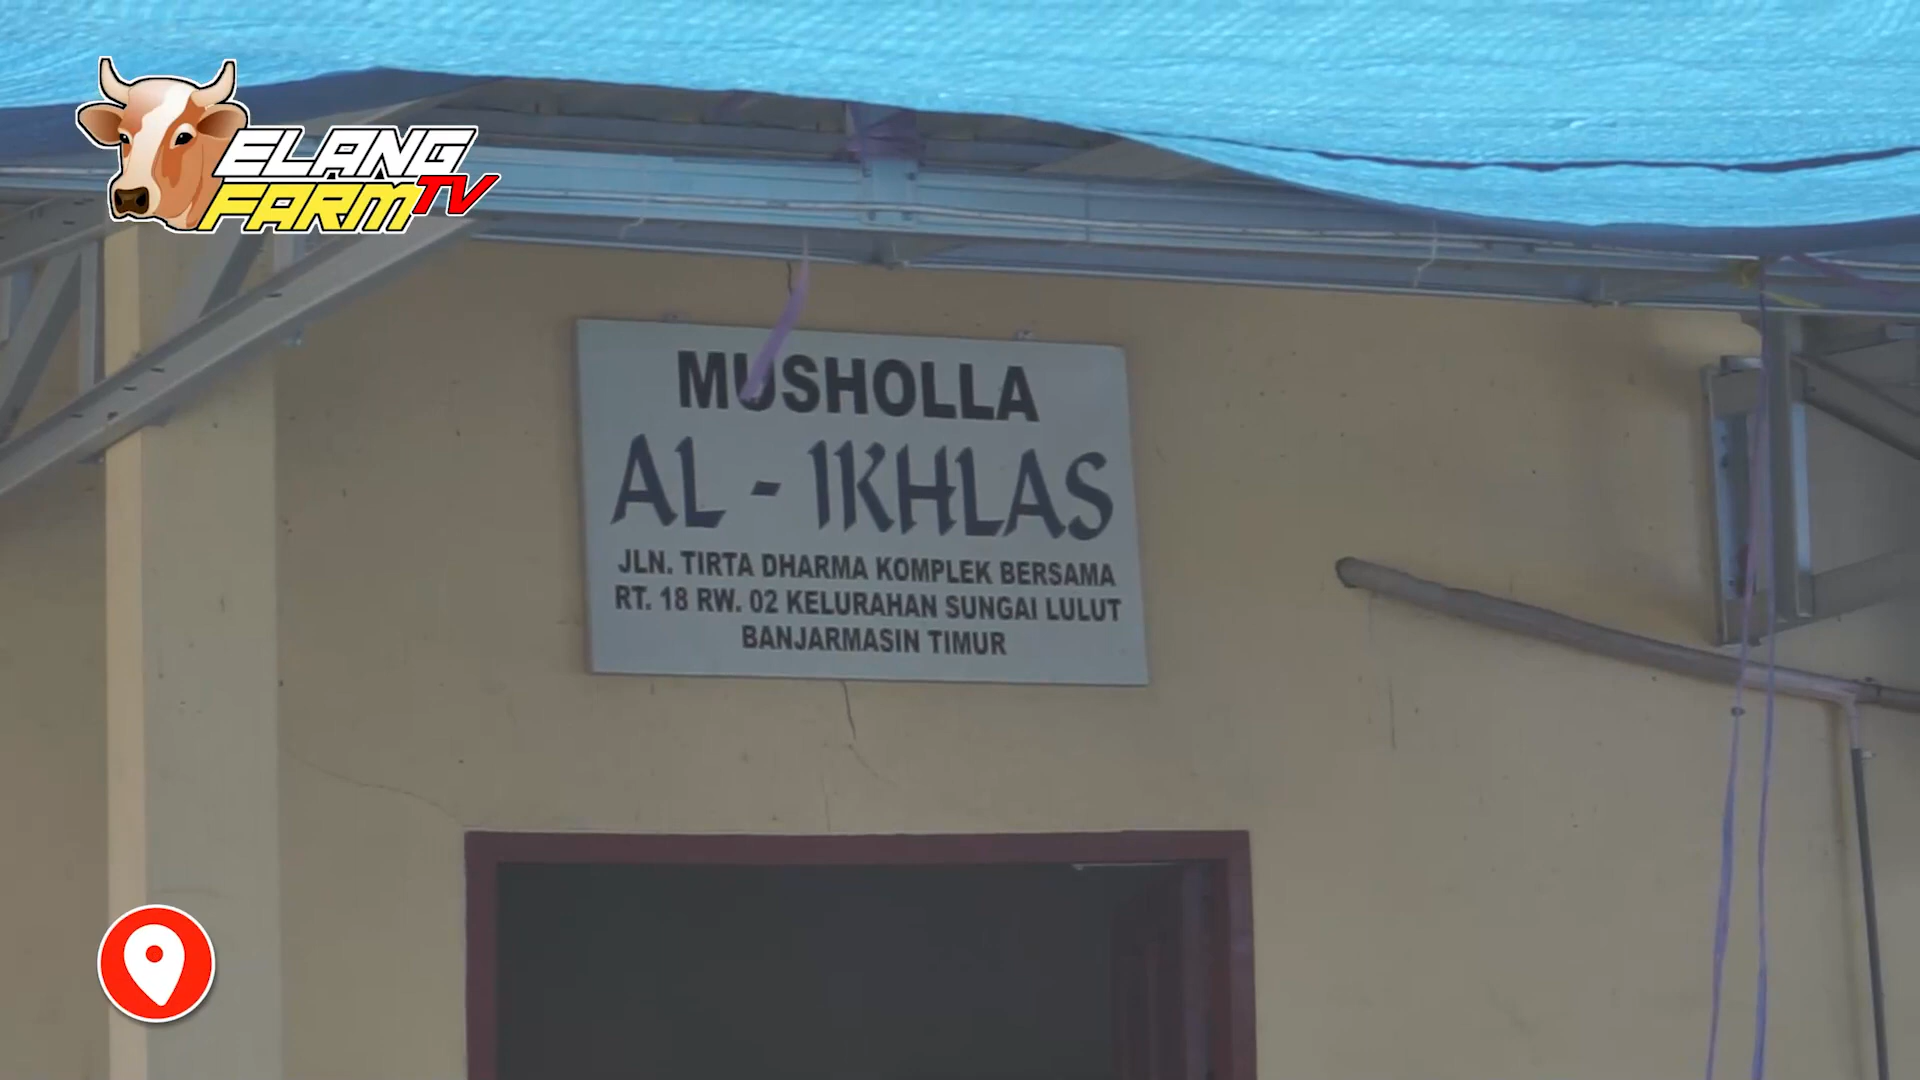 ELANG
FARM TV
MUSHOLLA
AL - IKHLAS
JLN. TIRTA DHARMA KOMPLEK BERSAMA
RT. 18 RW. 02 KELURAHAN SUNGAI LULUT
BANJARMASIN TIMUR